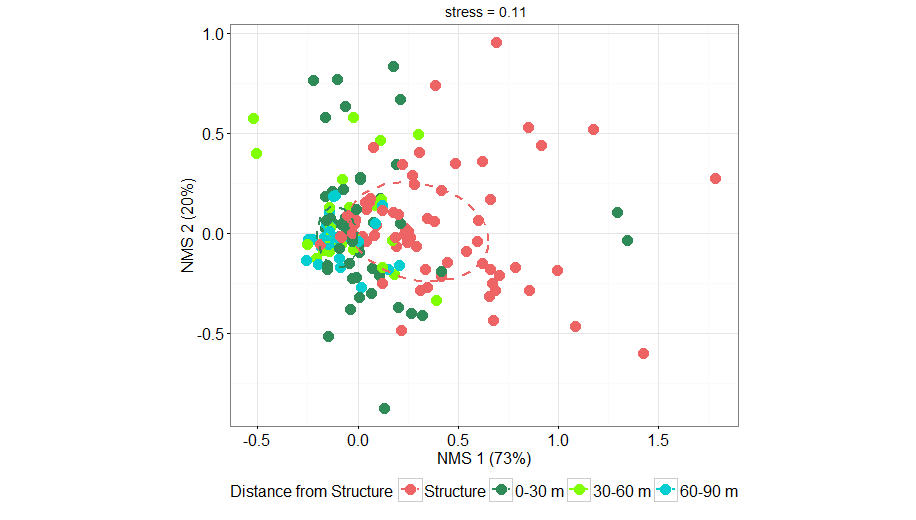 stress = 0.11
1.0
0.5
0.0
-0.5
NMS 2 (20%)
-0.5 0.0 0.5 1.0 1.5
NMS 1 (73%)
Distance from Structure Structure 0-30 m 30-60 m 60-90 m